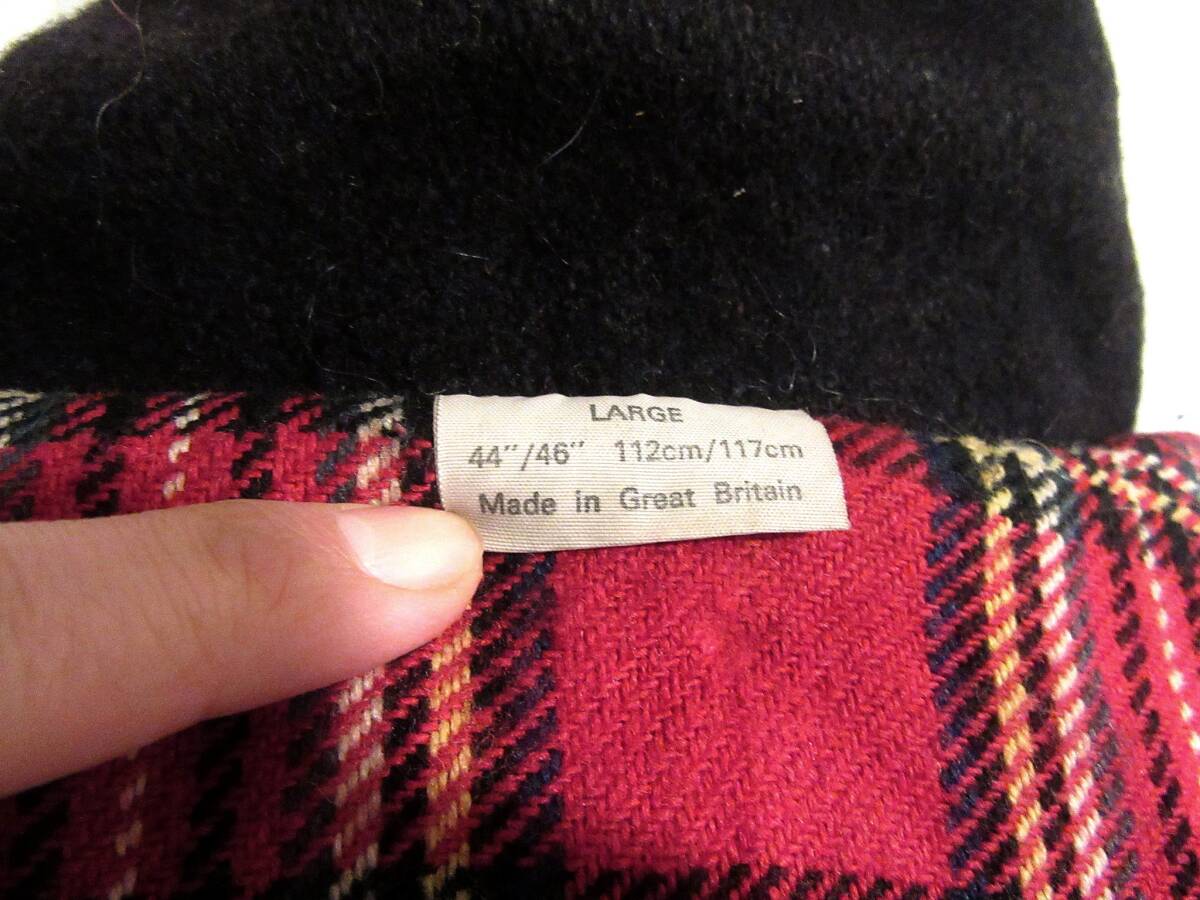 LARGE
44"/46" 112cm/117cm
Made in Great Britain